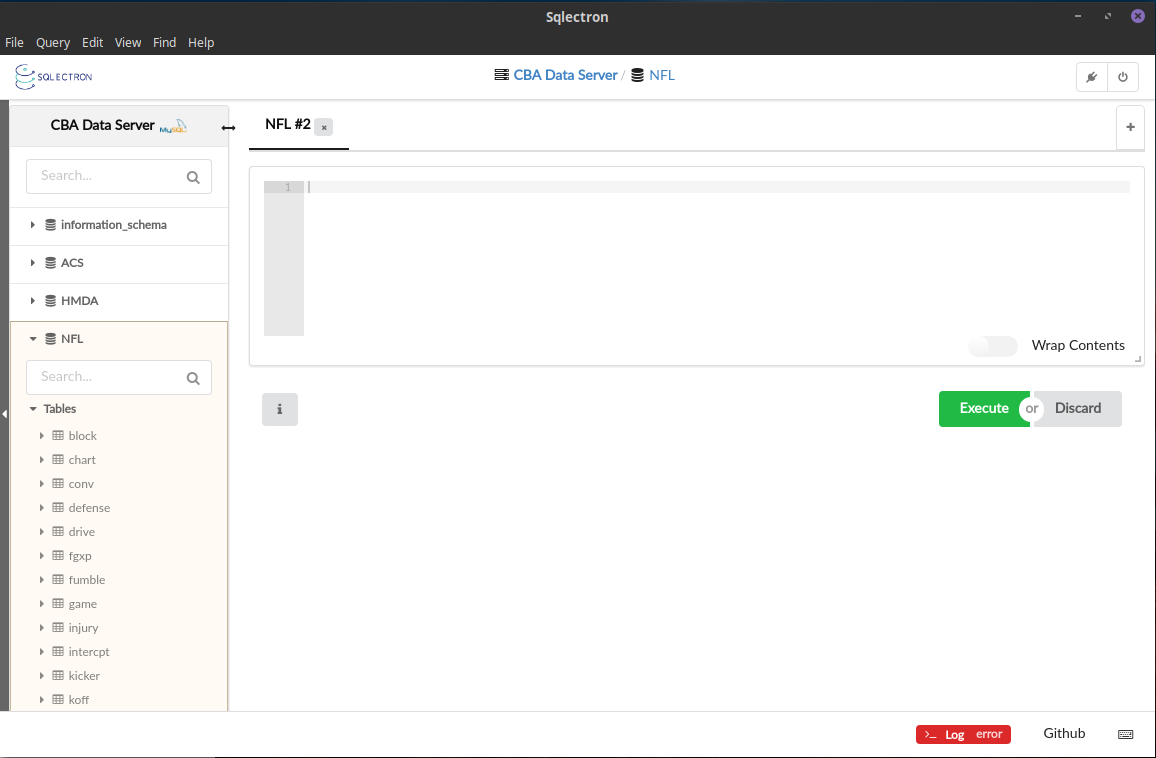 Sqlectron
File Query Edit View Find Help
SQLECTRON
CBA Data Server / NFL
CBA Data Server MySQL
NFL #2 ×
+
Search...
1
information_schema
ACS
HMDA
NFL
Wrap Contents
Search...
i
Execute or Discard
Tables
block
chart
conv
defense
drive
fgxp
fumble
game
injury
intercpt
kicker
koff
>_ Log error Github